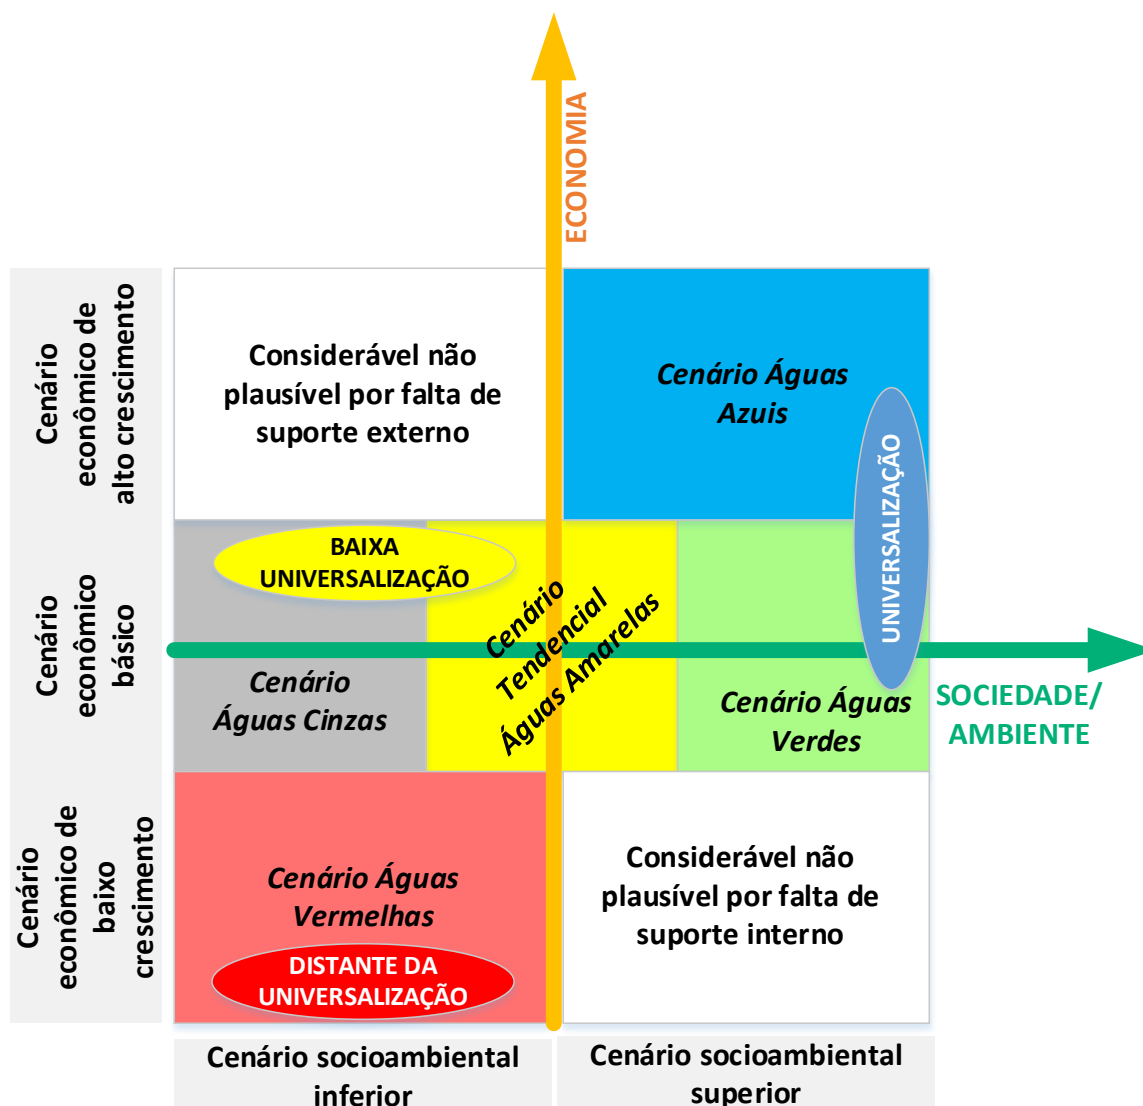 ECONOMIA
Cenário
econômico de
alto crescimento
Considerável não
plausível por falta de
suporte externo
Cenário Águas
Azuis
UNIVERSALIZAÇÃO
Cenário
econômico
básico
BAIXA
UNIVERSALIZAÇÃO
Cenário
Águas Cinzas
Cenário
Tendencial
Águas Amarelas
Cenário Águas
Verdes
SOCIEDADE/
AMBIENTE
Cenário
econômico de
baixo
crescimento
Cenário Águas
Vermelhas
DISTANTE DA
UNIVERSALIZAÇÃO
Considerável não
plausível por falta de
suporte interno
Cenário socioambiental
inferior
Cenário socioambiental
superior